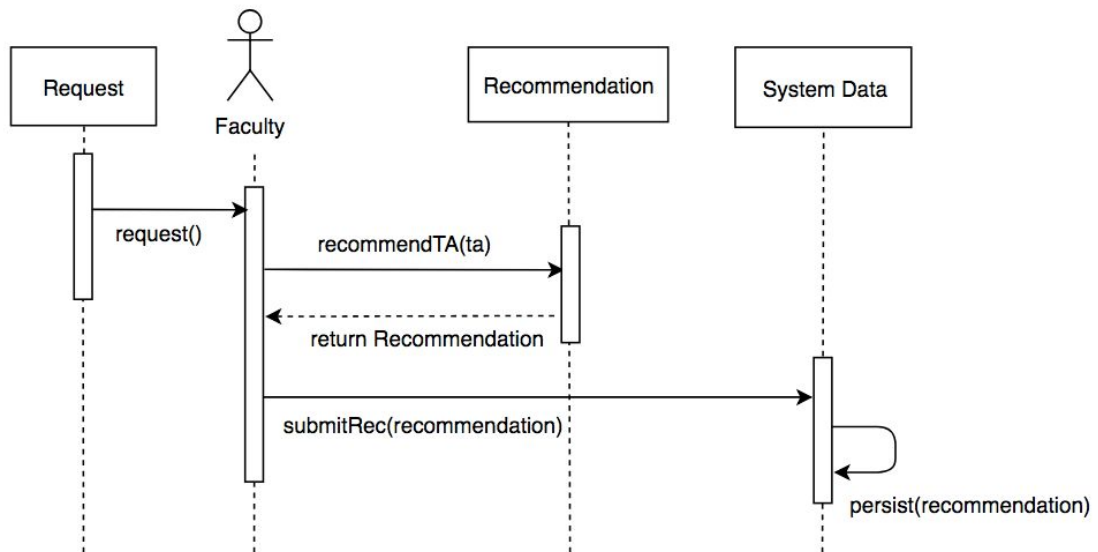 Request
Faculty
Recommendation
System Data
request()
recommendTA(ta)
return Recommendation
submitRec(recommendation)
persist(recommendation)